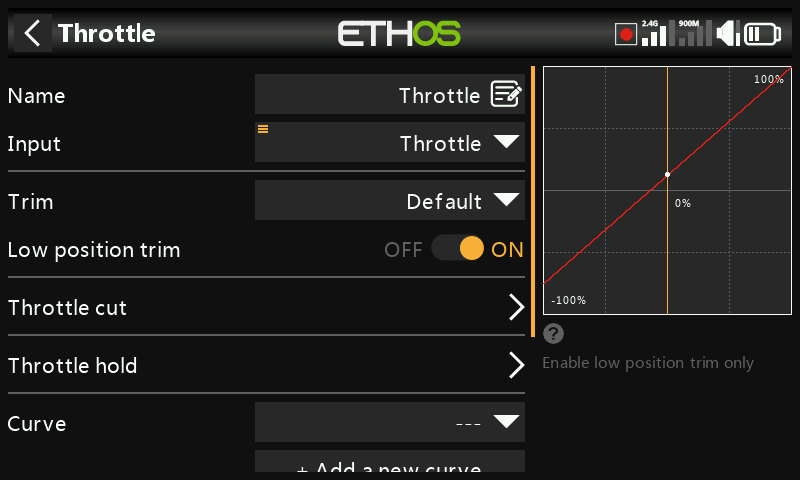 Throttle
ETHOS
2.4G
900M
Name
Throttle
Input
Throttle
Trim
Default
Low position trim
OFF
ON
Throttle cut
Throttle hold
Curve
---
+ Add a new curve
100%
0%
-100%
?
Enable low position trim only